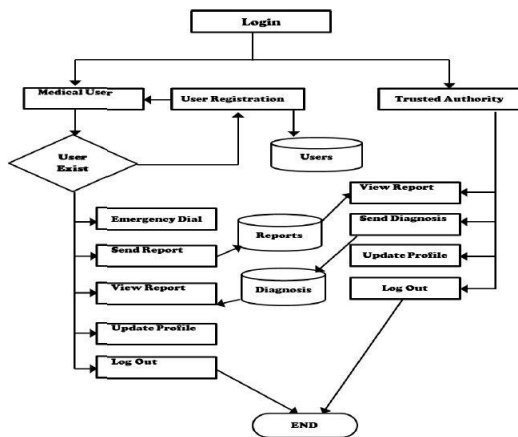 Login
Medical User
User Registration
Trusted Authority
User
Exist
Users
View Report
Emergency Dial
Reports
Send Diagnosis
Send Report
Update Profile
View Report
Diagnosis
Log Out
Update Profile
Log Out
END